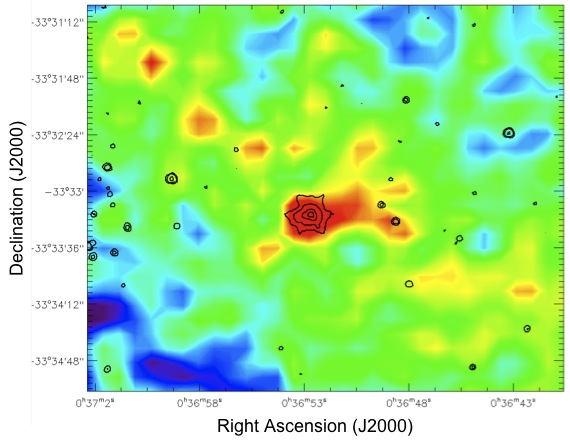 -33°31'12"
-33°31'48"
-33°32'24"
-33°33'
-33°33'36"
-33°34'12"
-33°34'48"
Declination (J2000)
0ʰ37ᵐ2ˢ 0ʰ36ᵐ58ˢ 0ʰ36ᵐ53ˢ 0ʰ36ᵐ48ˢ 0ʰ36ᵐ43ˢ
Right Ascension (J2000)